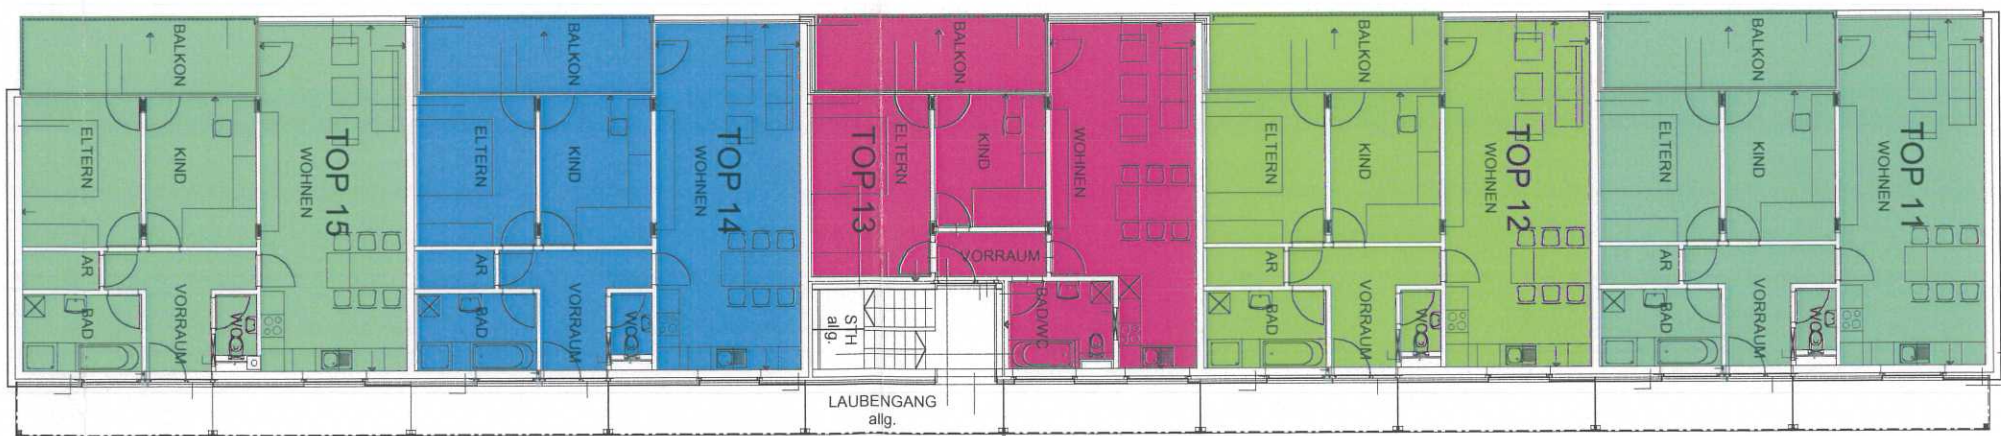 BALKON
ELTERN
KIND
TOP 15
WOHNEN
AR
BAD
VORRAUM
WC
BALKON
ELTERN
KIND
TOP 14
WOHNEN
AR
BAD
VORRAUM
WC
BALKON
TOP 13
ELTERN
KIND
WOHNEN
VORRAUM
BAD/WC
STH
allg.
LAUBENGANG
allg.
BALKON
ELTERN
KIND
TOP 12
WOHNEN
AR
BAD
VORRAUM
WC
BALKON
ELTERN
KIND
TOP 11
WOHNEN
AR
BAD
VORRAUM
WC